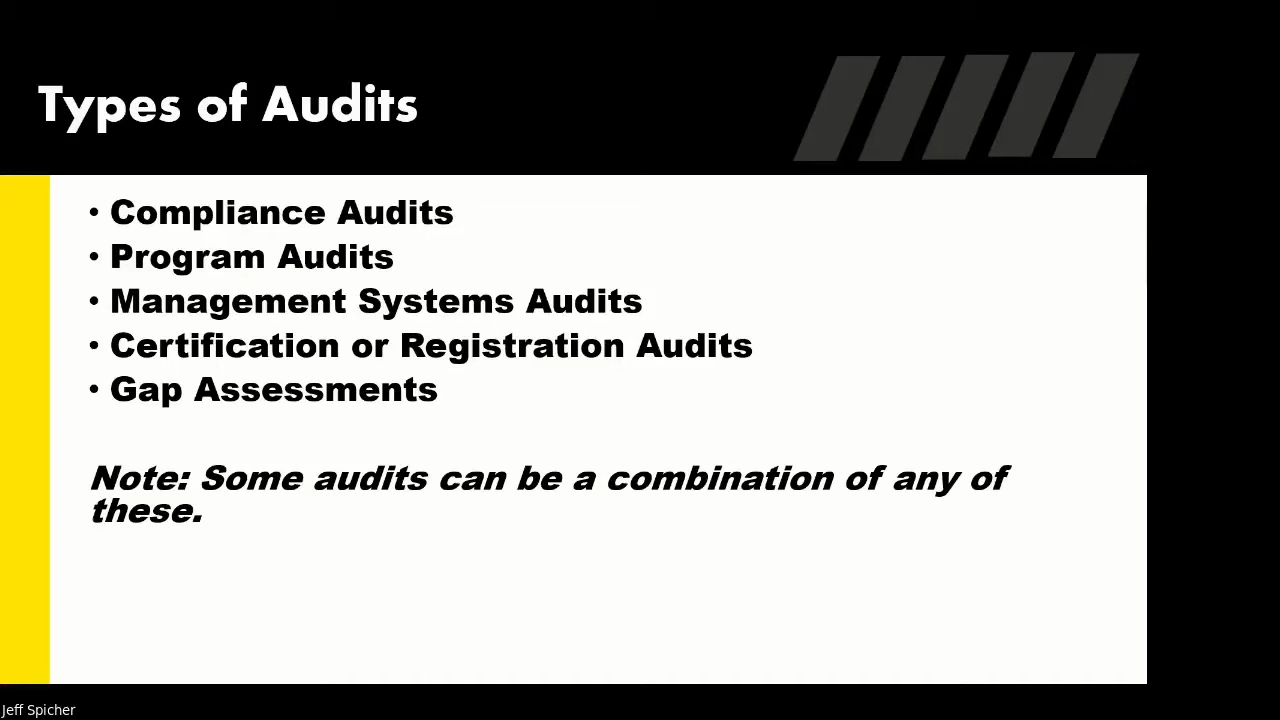 Types of Audits
• Compliance Audits
• Program Audits
• Management Systems Audits
• Certification or Registration Audits
• Gap Assessments
Note: Some audits can be a combination of any of
these.
Jeff Spicher